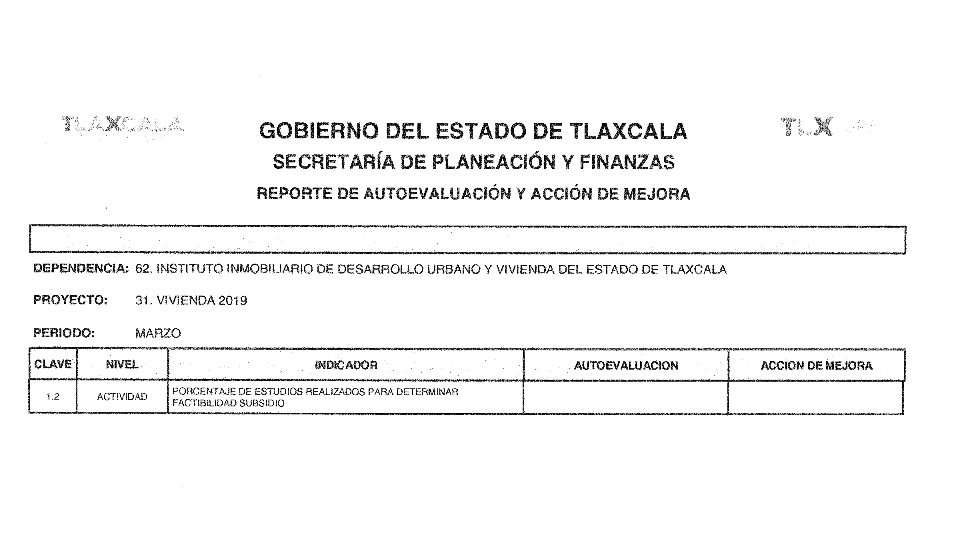 TLAXCALA
TLX
GOBIERNO DEL ESTADO DE TLAXCALA
SECRETARÍA DE PLANEACIÓN Y FINANZAS
REPORTE DE AUTOEVALUACIÓN Y ACCIÓN DE MEJORA
DEPENDENCIA: 62. INSTITUTO INMOBILIARIO DE DESARROLLO URBANO Y VIVIENDA DEL ESTADO DE TLAXCALA
PROYECTO: 31. VIVIENDA 2019
PERIODO: MARZO
CLAVE NIVEL INDICADOR AUTOEVALUACION ACCION DE MEJORA
1.2 ACTIVIDAD PORCENTAJE DE ESTUDIOS REALIZADOS PARA DETERMINAR
FACTIBILIDAD SUBSIDIO